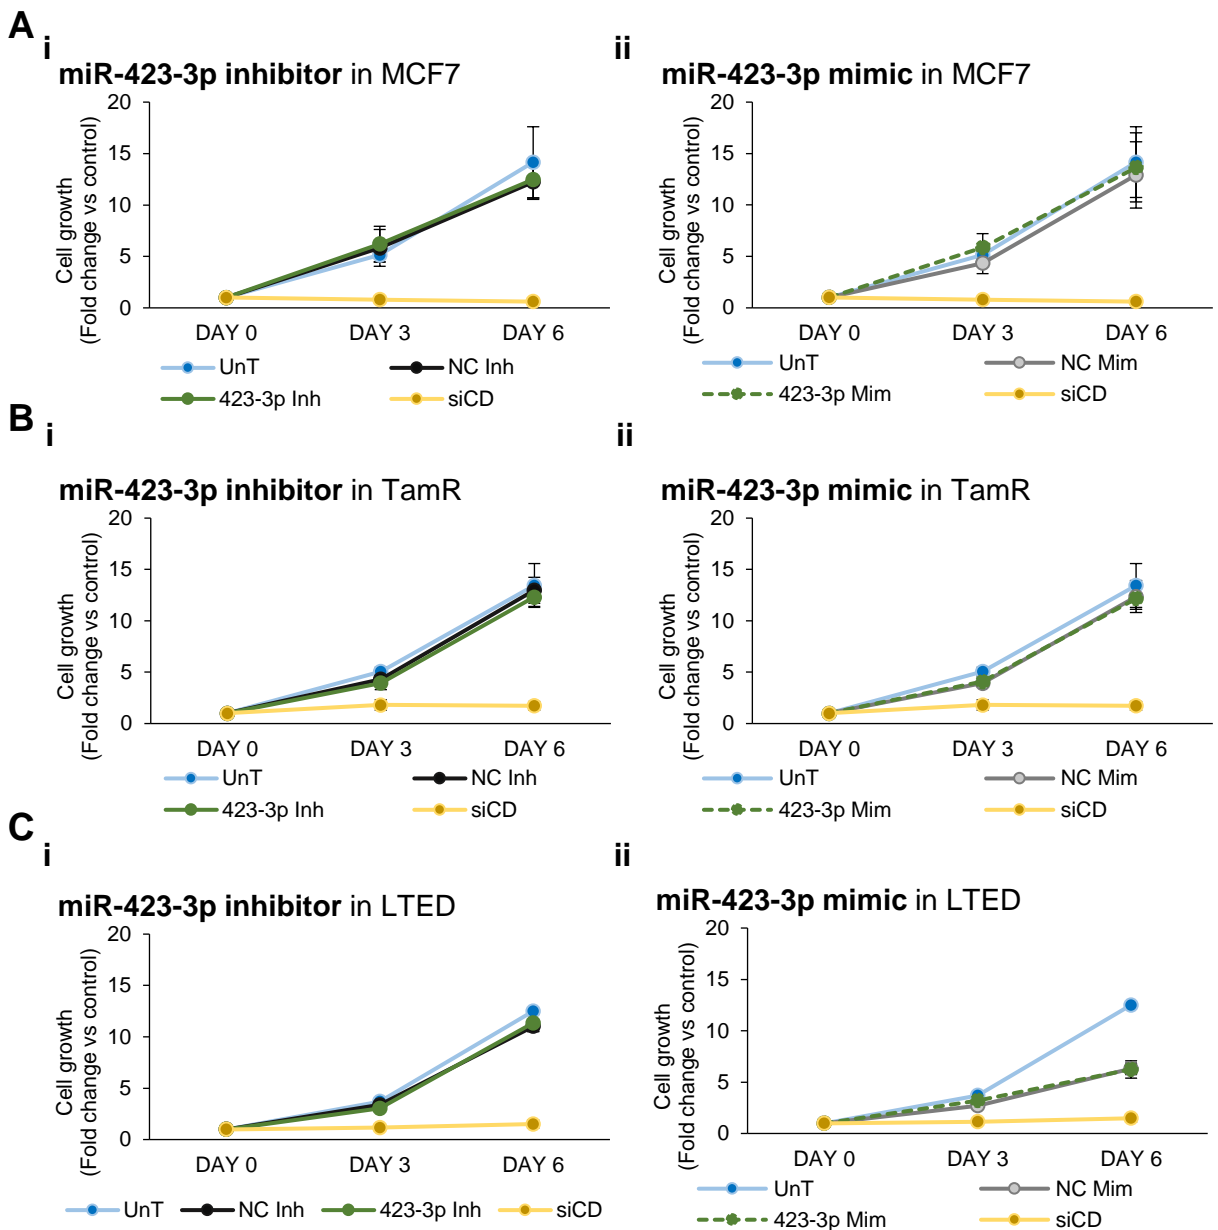 A
i
miR-423-3p inhibitor in MCF7
20
15
10
5
0
Cell growth
(Fold change vs control)
DAY 0 DAY 3 DAY 6
UnT NC Inh
423-3p Inh siCD
ii
miR-423-3p mimic in MCF7
20
15
10
5
0
Cell growth
(Fold change vs control)
DAY 0 DAY 3 DAY 6
UnT NC Mim
423-3p Mim siCD
B
i
miR-423-3p inhibitor in TamR
20
15
10
5
0
Cell growth
(Fold change vs control)
DAY 0 DAY 3 DAY 6
UnT NC Inh
423-3p Inh siCD
ii
miR-423-3p mimic in TamR
20
15
10
5
0
Cell growth
(Fold change vs control)
DAY 0 DAY 3 DAY 6
UnT NC Mim
423-3p Mim siCD
C
i
miR-423-3p inhibitor in LTED
20
15
10
5
0
Cell growth
(Fold change vs control)
DAY 0 DAY 3 DAY 6
UnT NC Inh 423-3p Inh siCD
ii
miR-423-3p mimic in LTED
20
15
10
5
0
Cell growth
(Fold change vs control)
DAY 0 DAY 3 DAY 6
UnT NC Mim
423-3p Mim siCD